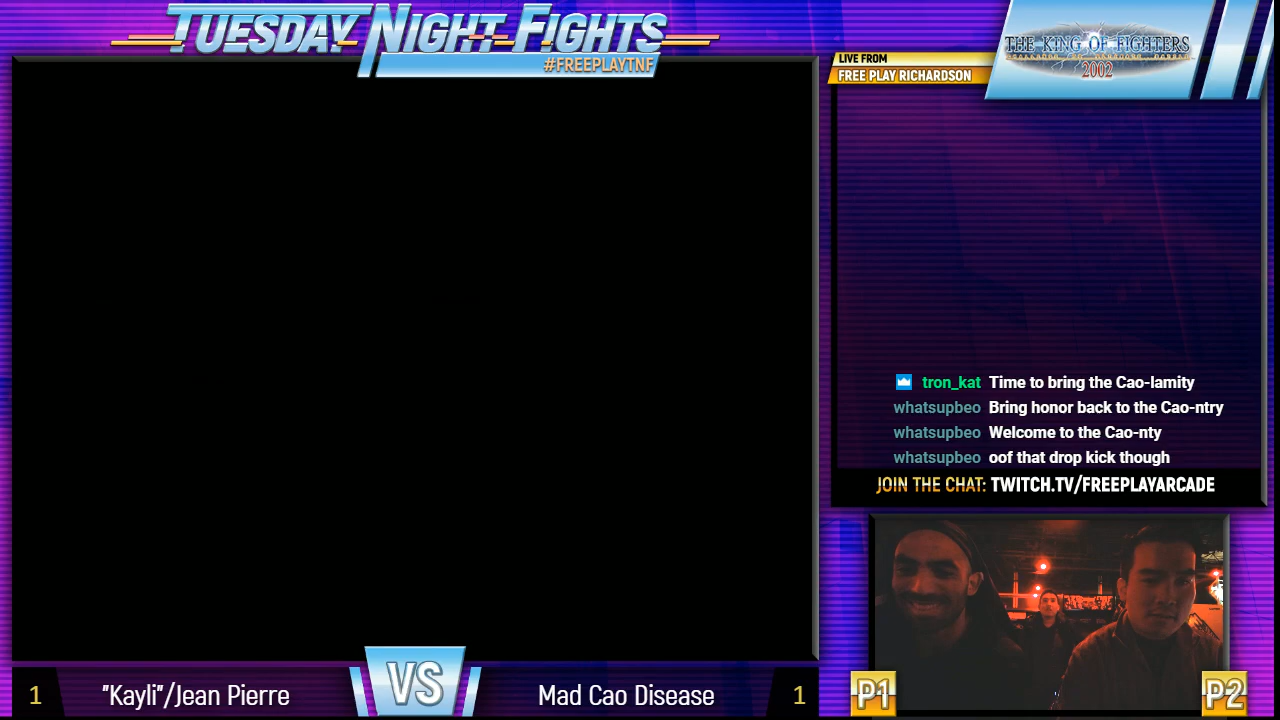 TUESDAY NIGHT FIGHTS
#FREEPLAYTNF
LIVE FROM
FREE PLAY RICHARDSON
THE KING OF FIGHTERS
2002
tron_kat Time to bring the Cao-lamity
whatsupbeo Bring honor back to the Cao-ntry
whatsupbeo Welcome to the Cao-nty
whatsupbeo oof that drop kick though
JOIN THE CHAT: TWITCH.TV/FREEPLAYARCADE
1 "Kayli"/Jean Pierre VS Mad Cao Disease 1
P1 P2